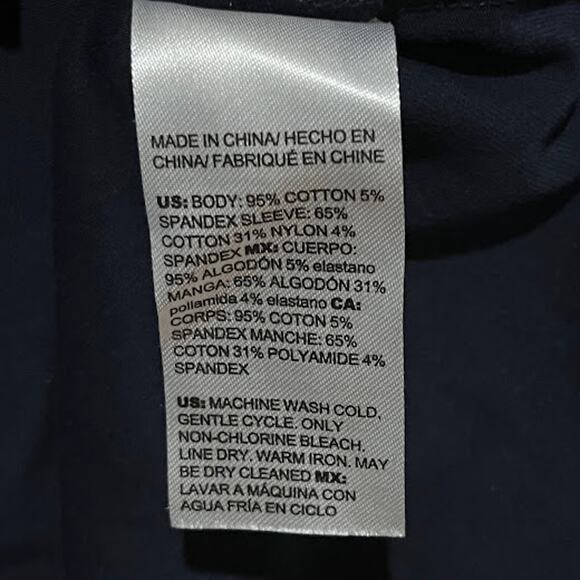 MADE IN CHINA/ HECHO EN
CHINA/ FABRIQUÉ EN CHINE
US: BODY: 95% COTTON 5%
SPANDEX SLEEVE: 65%
COTTON 31% NYLON 4%
SPANDEX MX: CUERPO:
95% ALGODÓN 5% elastano
MANGA: 65% ALGODÓN 31%
poliamida 4% elastano CA:
CORPS: 95% COTON 5%
SPANDEX MANCHE: 65%
COTON 31% POLYAMIDE 4%
SPANDEX
US: MACHINE WASH COLD,
GENTLE CYCLE. ONLY
NON-CHLORINE BLEACH.
LINE DRY. WARM IRON. MAY
BE DRY CLEANED MX:
LAVAR A MÁQUINA CON
AGUA FRÍA EN CICLO